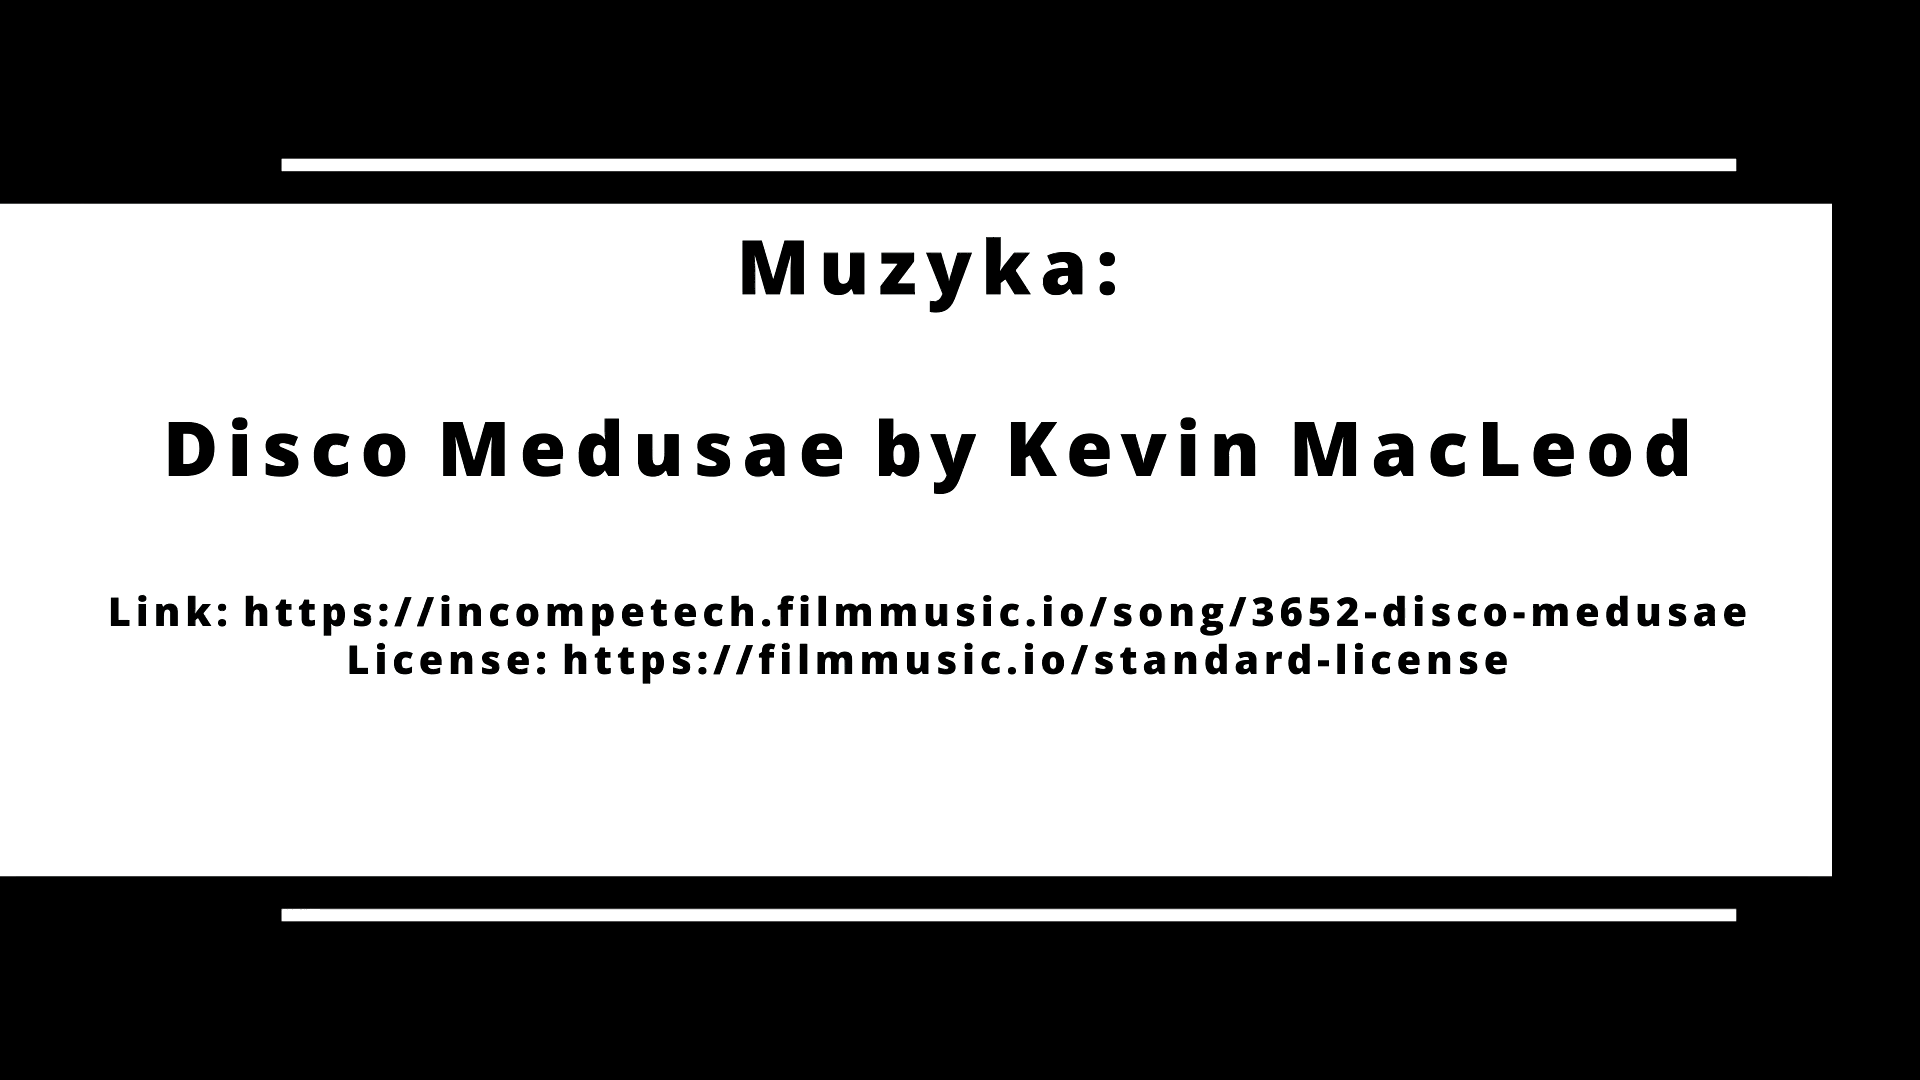 Muzyka:
Disco Medusae by Kevin MacLeod
Link: https://incompetech.filmmusic.io/song/3652-disco-medusae
License: https://filmmusic.io/standard-license